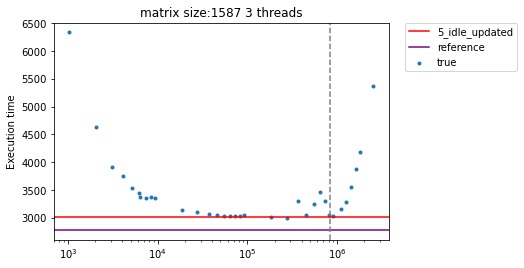 matrix size:1587 3 threads
Execution time
6500
6000
5500
5000
4500
4000
3500
3000
10³
10⁴
10⁵
10⁶
5_idle_updated
reference
true